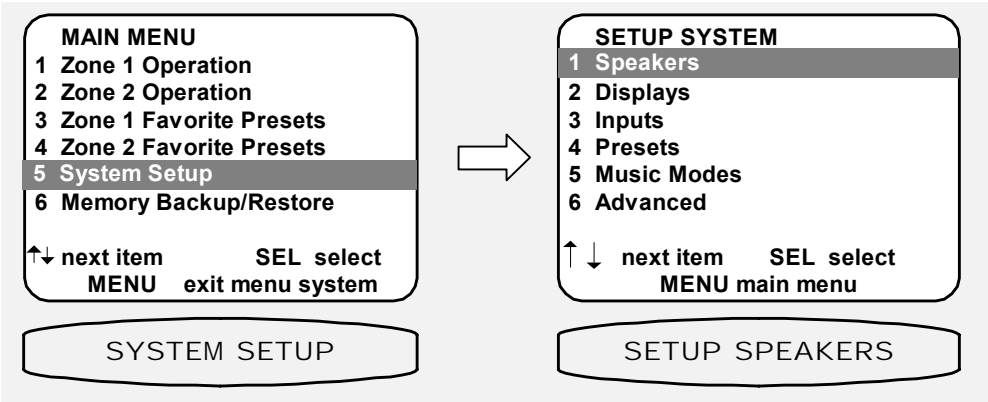 MAIN MENU
1 Zone 1 Operation
2 Zone 2 Operation
3 Zone 1 Favorite Presets
4 Zone 2 Favorite Presets
5 System Setup
6 Memory Backup/Restore
↑↓ next item SEL select
MENU exit menu system
SYSTEM SETUP
SETUP SYSTEM
1 Speakers
2 Displays
3 Inputs
4 Presets
5 Music Modes
6 Advanced
↑ ↓ next item SEL select
MENU main menu
SETUP SPEAKERS